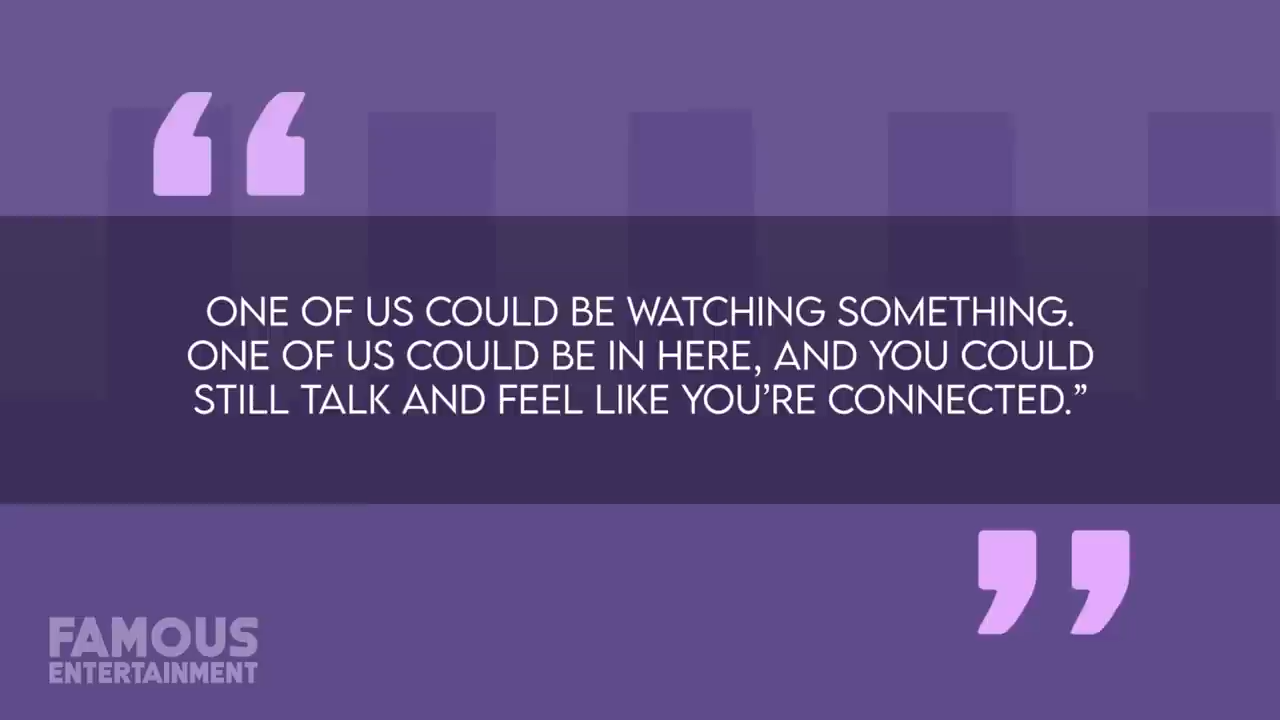 ONE OF US COULD BE WATCHING SOMETHING.
ONE OF US COULD BE IN HERE, AND YOU COULD
STILL TALK AND FEEL LIKE YOU’RE CONNECTED.”
FAMOUS
ENTERTAINMENT